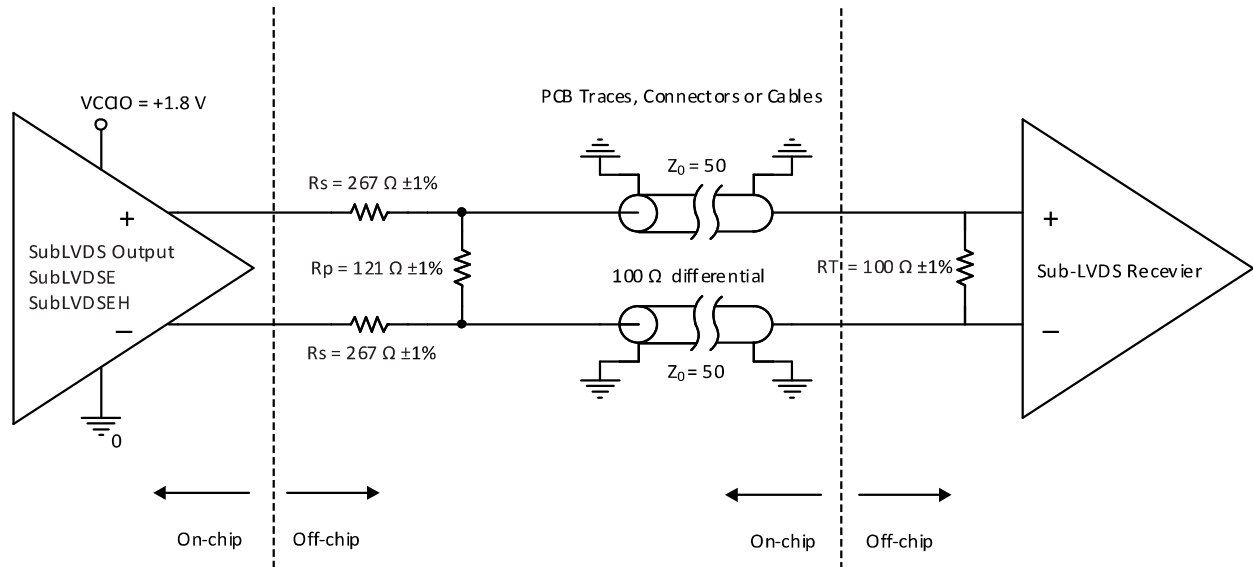 VCCIO = +1.8 V
PCB Traces, Connectors or Cables
Rs = 267 Ω ±1%
Z0 = 50
+
+
SubLVDS Output
SubLVDSE
SubLVDSEH
Rp = 121 Ω ±1%
100 Ω differential
RT = 100 Ω ±1%
Sub-LVDS Recevier
−
−
Rs = 267 Ω ±1%
Z0 = 50
0
On-chip
Off-chip
On-chip
Off-chip